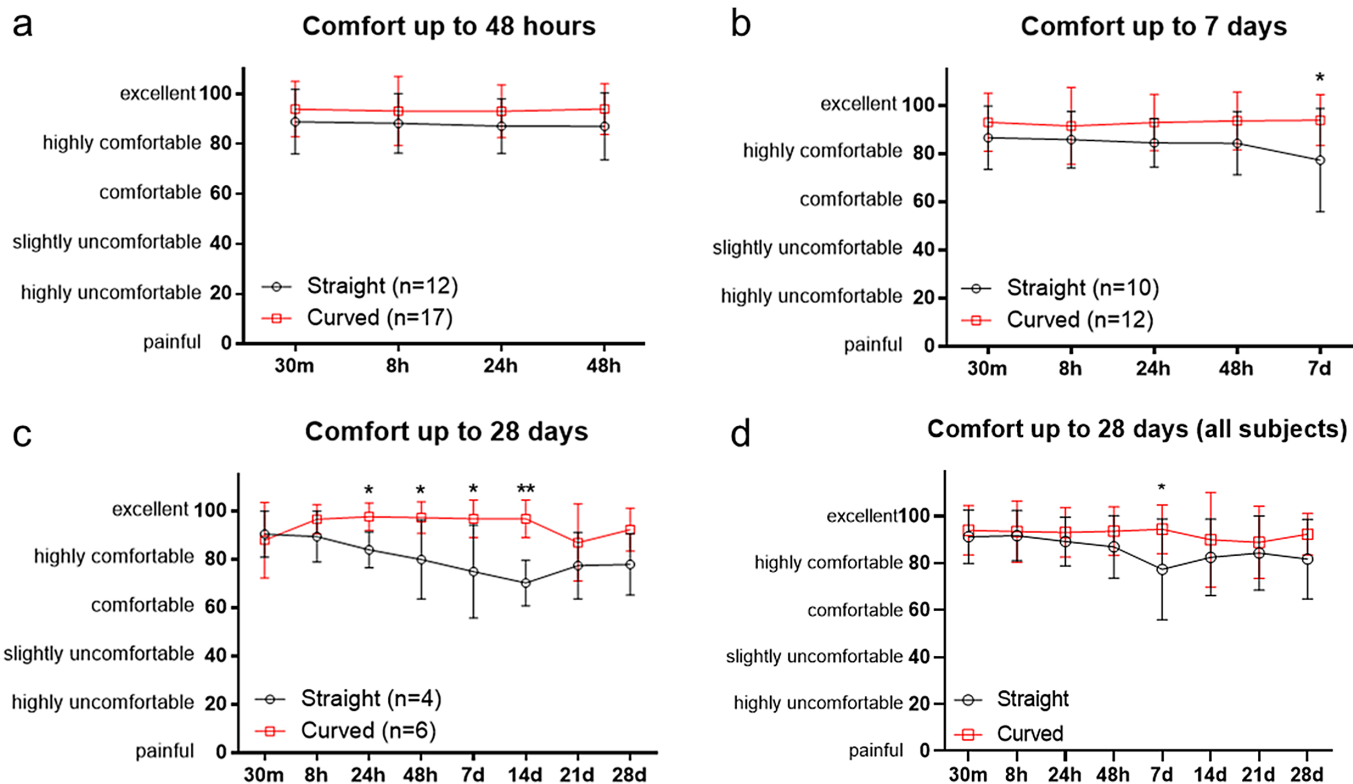 a
Comfort up to 48 hours
excellent 100
highly comfortable 80
comfortable 60
slightly uncomfortable 40
highly uncomfortable 20
painful 0
Straight (n=12)
Curved (n=17)
30m 8h 24h 48h
b
Comfort up to 7 days
*
excellent 100
highly comfortable 80
comfortable 60
slightly uncomfortable 40
highly uncomfortable 20
painful 0
Straight (n=10)
Curved (n=12)
30m 8h 24h 48h 7d
c
Comfort up to 28 days
* * * **
excellent 100
highly comfortable 80
comfortable 60
slightly uncomfortable 40
highly uncomfortable 20
painful 0
Straight (n=4)
Curved (n=6)
30m 8h 24h 48h 7d 14d 21d 28d
d
Comfort up to 28 days (all subjects)
*
excellent 100
highly comfortable 80
comfortable 60
slightly uncomfortable 40
highly uncomfortable 20
painful 0
Straight
Curved
30m 8h 24h 48h 7d 14d 21d 28d